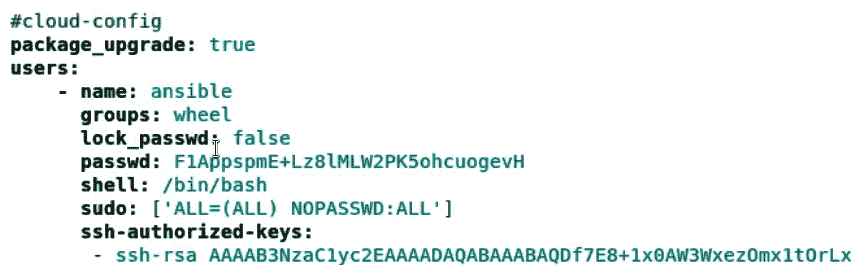 #cloud-config
package_upgrade: true
users:
- name: ansible
groups: wheel
lock_passwd: false
passwd: F1AppspmE+Lz8lMLW2PK5ohcuogevH
shell: /bin/bash
sudo: ['ALL=(ALL) NOPASSWD:ALL']
ssh-authorized-keys:
- ssh-rsa AAAAB3NzaC1yc2EAAAADAQABAAABAQDf7E8+1x0AW3WxezOmx1tOrLx